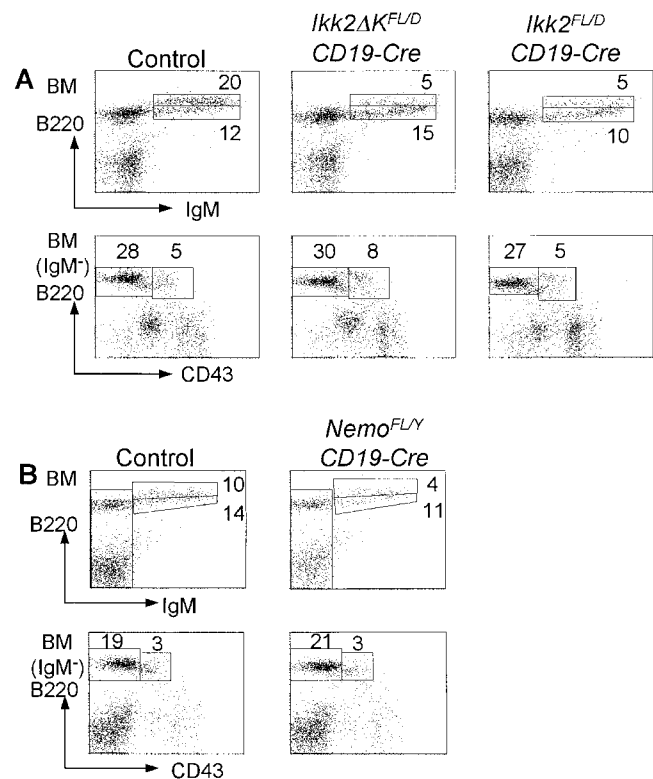 Control
Ikk2ΔK^FL/D
CD19-Cre
Ikk2^FL/D
CD19-Cre
A
BM
B220
IgM
20
12
5
15
5
10
BM
(IgM-)
B220
CD43
28 5
30 8
27 5
B
Control
Nemo^FL/Y
CD19-Cre
BM
B220
IgM
10
14
4
11
BM
(IgM-)
B220
CD43
19 3
21 3